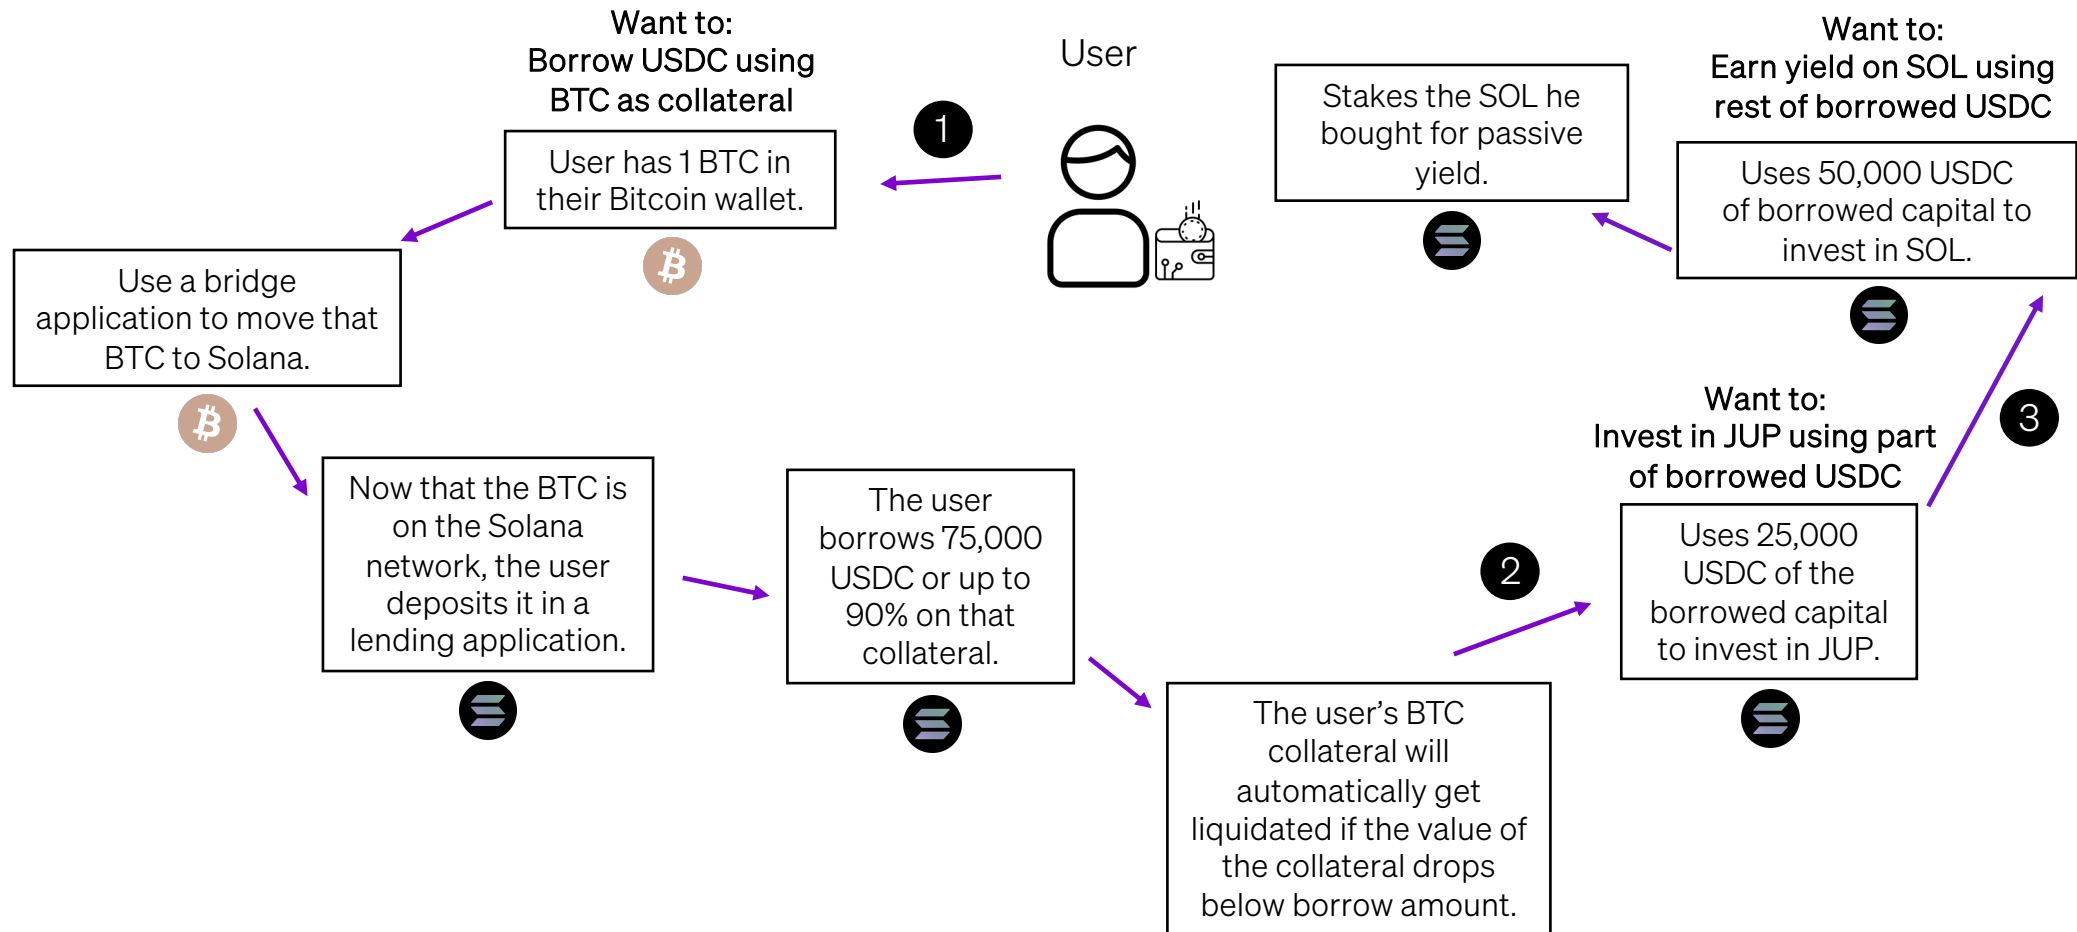 User
1
Want to:
Borrow USDC using
BTC as collateral
User has 1 BTC in
their Bitcoin wallet.
Use a bridge
application to move that
BTC to Solana.
Now that the BTC is
on the Solana
network, the user
deposits it in a
lending application.
The user
borrows 75,000
USDC or up to
90% on that
collateral.
The user’s BTC
collateral will
automatically get
liquidated if the value of
the collateral drops
below borrow amount.
2
Want to:
Invest in JUP using part
of borrowed USDC
Uses 25,000
USDC of the
borrowed capital
to invest in JUP.
3
Want to:
Earn yield on SOL using
rest of borrowed USDC
Uses 50,000 USDC
of borrowed capital to
invest in SOL.
Stakes the SOL he
bought for passive
yield.